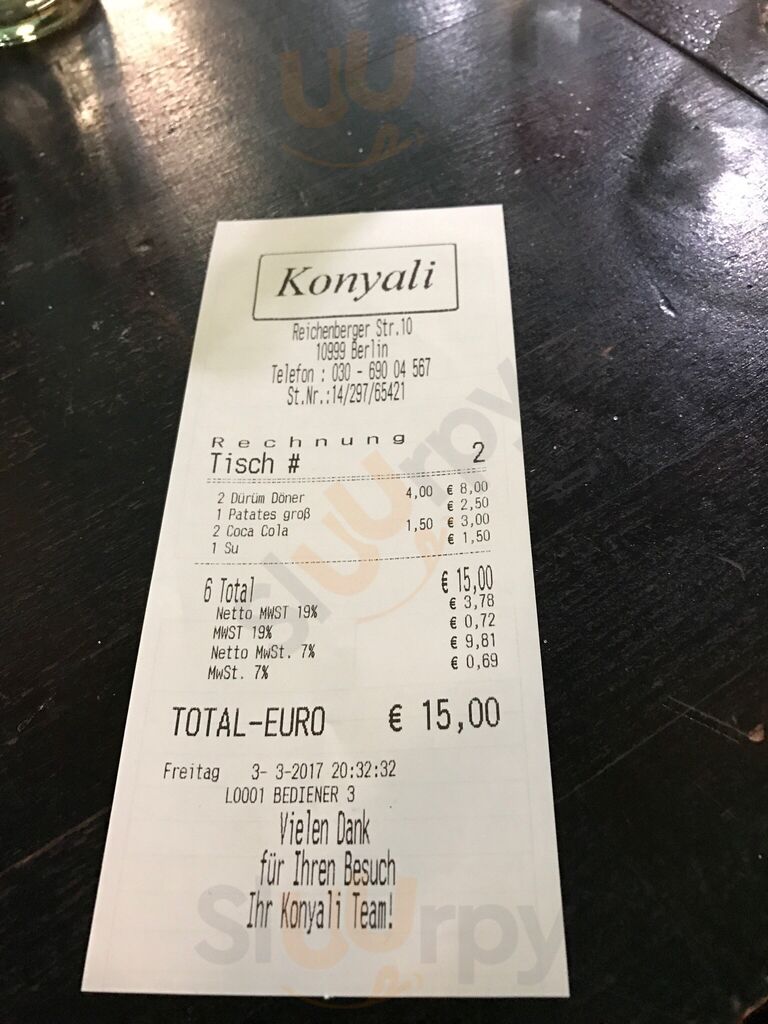 Konyali
Reichenberger Str.10
10999 Berlin
Telefon : 030 - 690 04 567
St.Nr.:14/297/65421
Rechnung
Tisch # 2
2 Dürüm Döner 4,00 € 8,00
1 Patates groß € 2,50
2 Coca Cola 1,50 € 3,00
1 Su € 1,50
6 Total € 15,00
Netto MWST 19% € 3,78
MWST 19% € 0,72
Netto MwSt. 7% € 9,81
MwSt. 7% € 0,69
TOTAL-EURO € 15,00
Freitag 3- 3-2017 20:32:32
L0001 BEDIENER 3
Vielen Dank
für Ihren Besuch
Ihr Konyali Team!
Sluurpy
Sluurpy